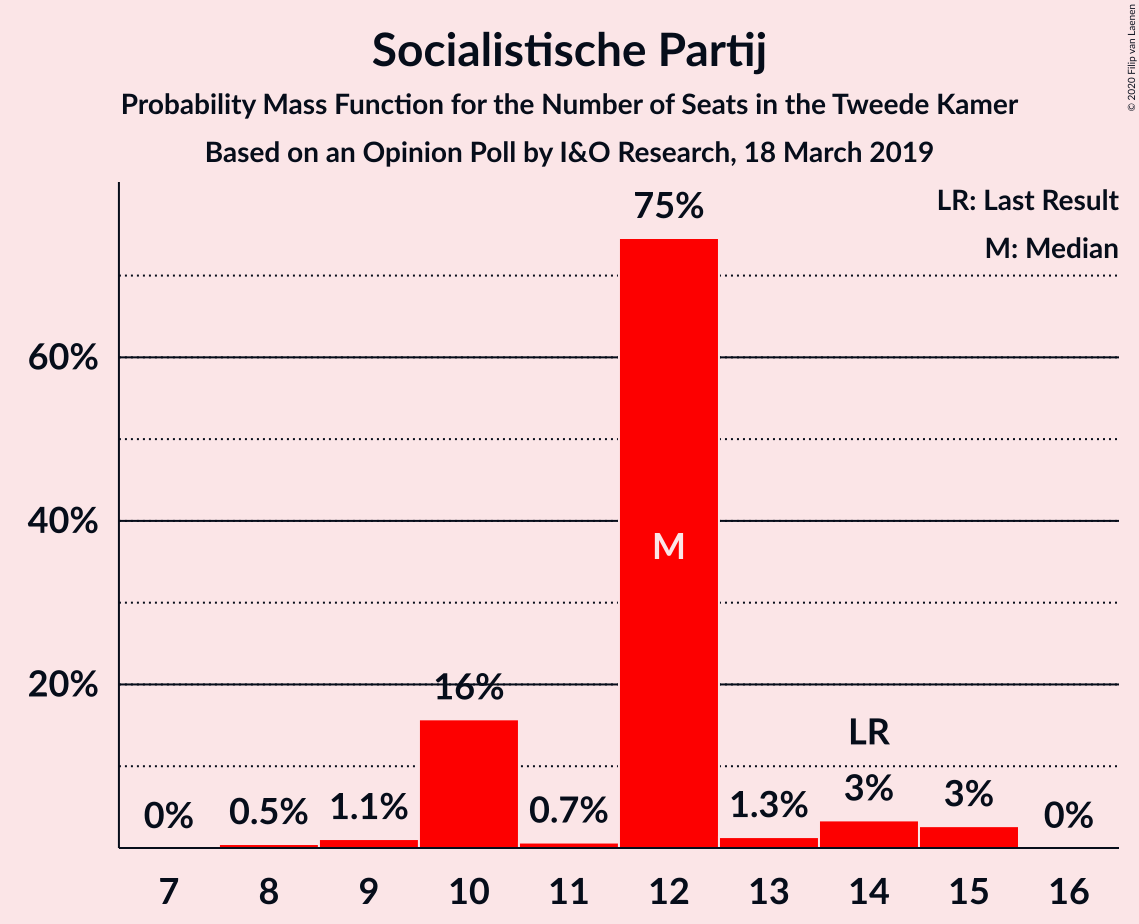 Socialistische Partij
Probability Mass Function for the Number of Seats in the Tweede Kamer
Based on an Opinion Poll by I&O Research, 18 March 2019
© 2020 Filip van Laenen
LR: Last Result
M: Median
75%
60%
40%
20%
M
16%
LR
0%
0.5%
1.1%
0.7%
1.3%
3%
3%
0%
7 8 9 10 11 12 13 14 15 16